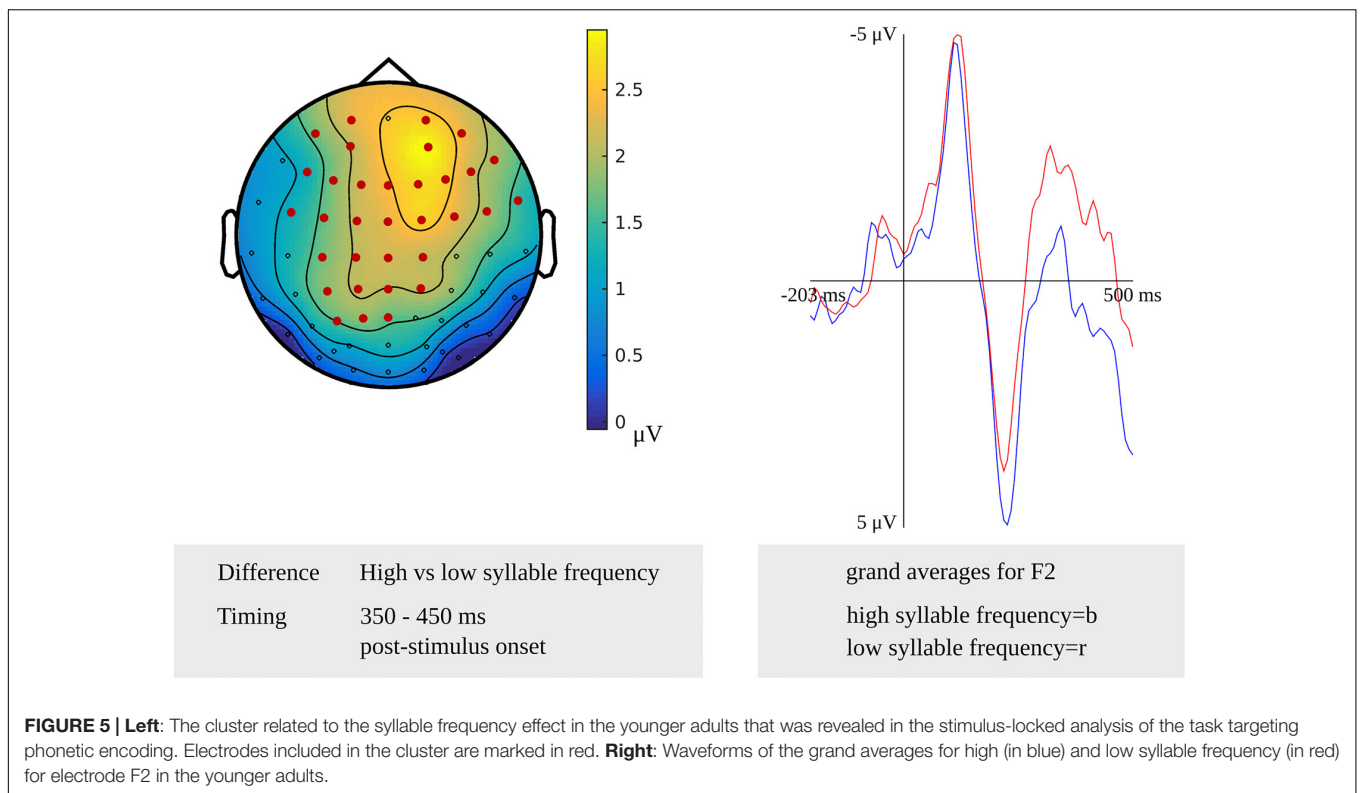 2.5
2
1.5
1
0.5
0
μV
-5 μV
-203 ms
500 ms
5 μV
Difference High vs low syllable frequency
Timing 350 - 450 ms
post-stimulus onset
grand averages for F2
high syllable frequency=b
low syllable frequency=r
FIGURE 5 | Left: The cluster related to the syllable frequency effect in the younger adults that was revealed in the stimulus-locked analysis of the task targeting
phonetic encoding. Electrodes included in the cluster are marked in red. Right: Waveforms of the grand averages for high (in blue) and low syllable frequency (in red)
for electrode F2 in the younger adults.